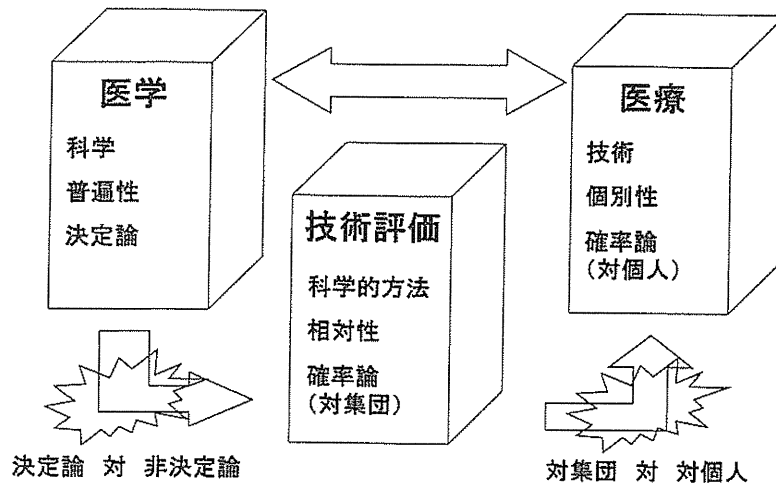 医学
科学
普遍性
決定論
技術評価
科学的方法
相対性
確率論
(対集団)
医療
技術
個別性
確率論
(対個人)
決定論 対 非決定論
対集団 対 対個人